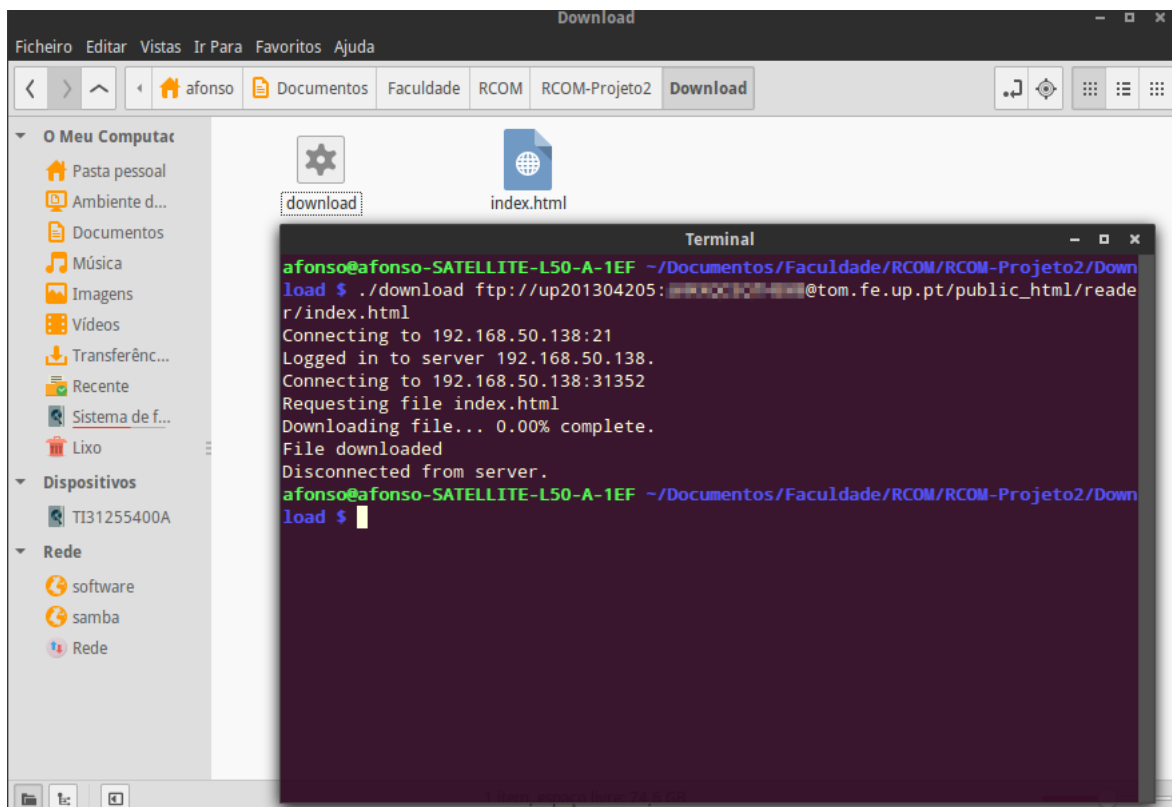 Download
Ficheiro Editar Vistas Ir Para Favoritos Ajuda
afonso Documentos Faculdade RCOM RCOM-Projeto2 Download
O Meu Computac
Pasta pessoal
Ambiente d...
Documentos
Música
Imagens
Vídeos
Transferênc...
Recente
Sistema de f...
Lixo
Dispositivos
TI31255400A
Rede
software
samba
Rede
download
index.html
Terminal
afonso@afonso-SATELLITE-L50-A-1EF ~/Documentos/Faculdade/RCOM/RCOM-Projeto2/Down
load $ ./download ftp://up201304205: @tom.fe.up.pt/public_html/reade
r/index.html
Connecting to 192.168.50.138:21
Logged in to server 192.168.50.138.
Connecting to 192.168.50.138:31352
Requesting file index.html
Downloading file... 0.00% complete.
File downloaded
Disconnected from server.
afonso@afonso-SATELLITE-L50-A-1EF ~/Documentos/Faculdade/RCOM/RCOM-Projeto2/Down
load $